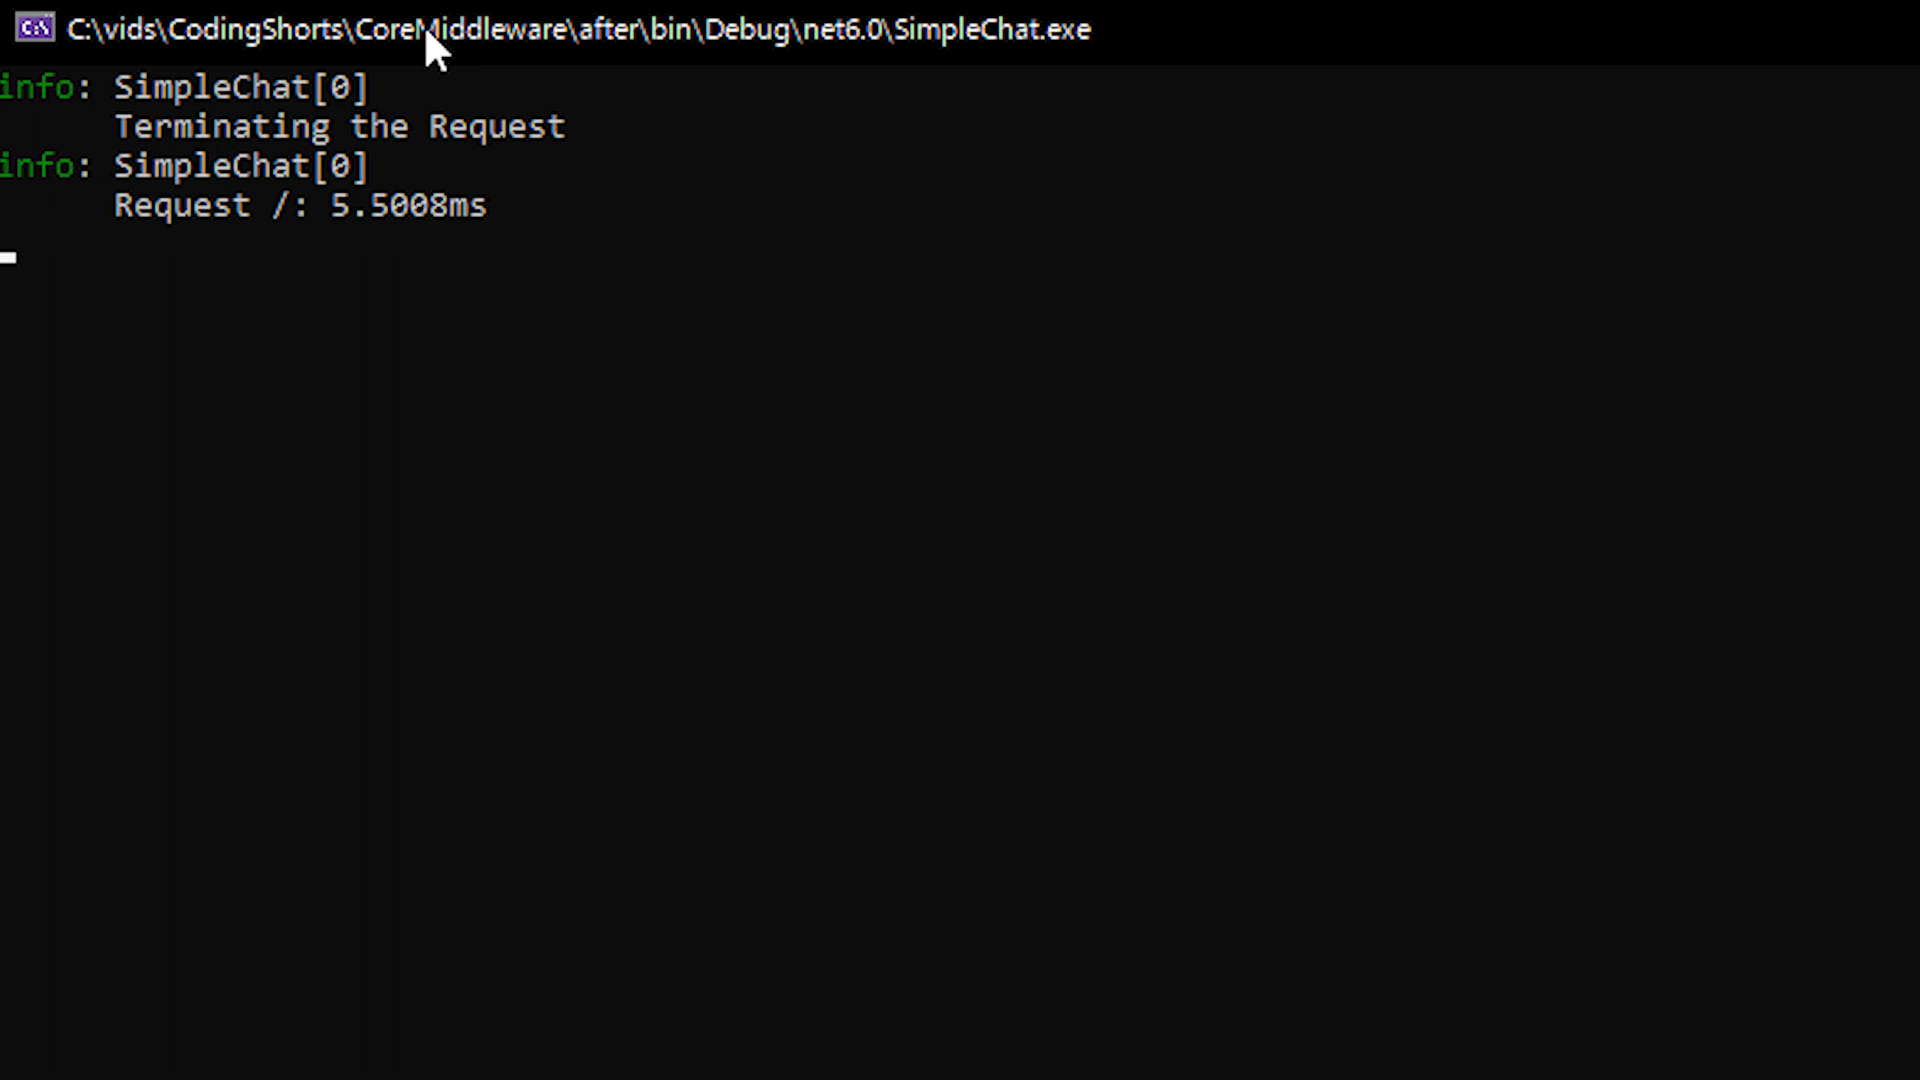 C:\vids\CodingShorts\CoreMiddleware\after\bin\Debug\net6.0\SimpleChat.exe
info: SimpleChat[0]
Terminating the Request
info: SimpleChat[0]
Request /: 5.5008ms